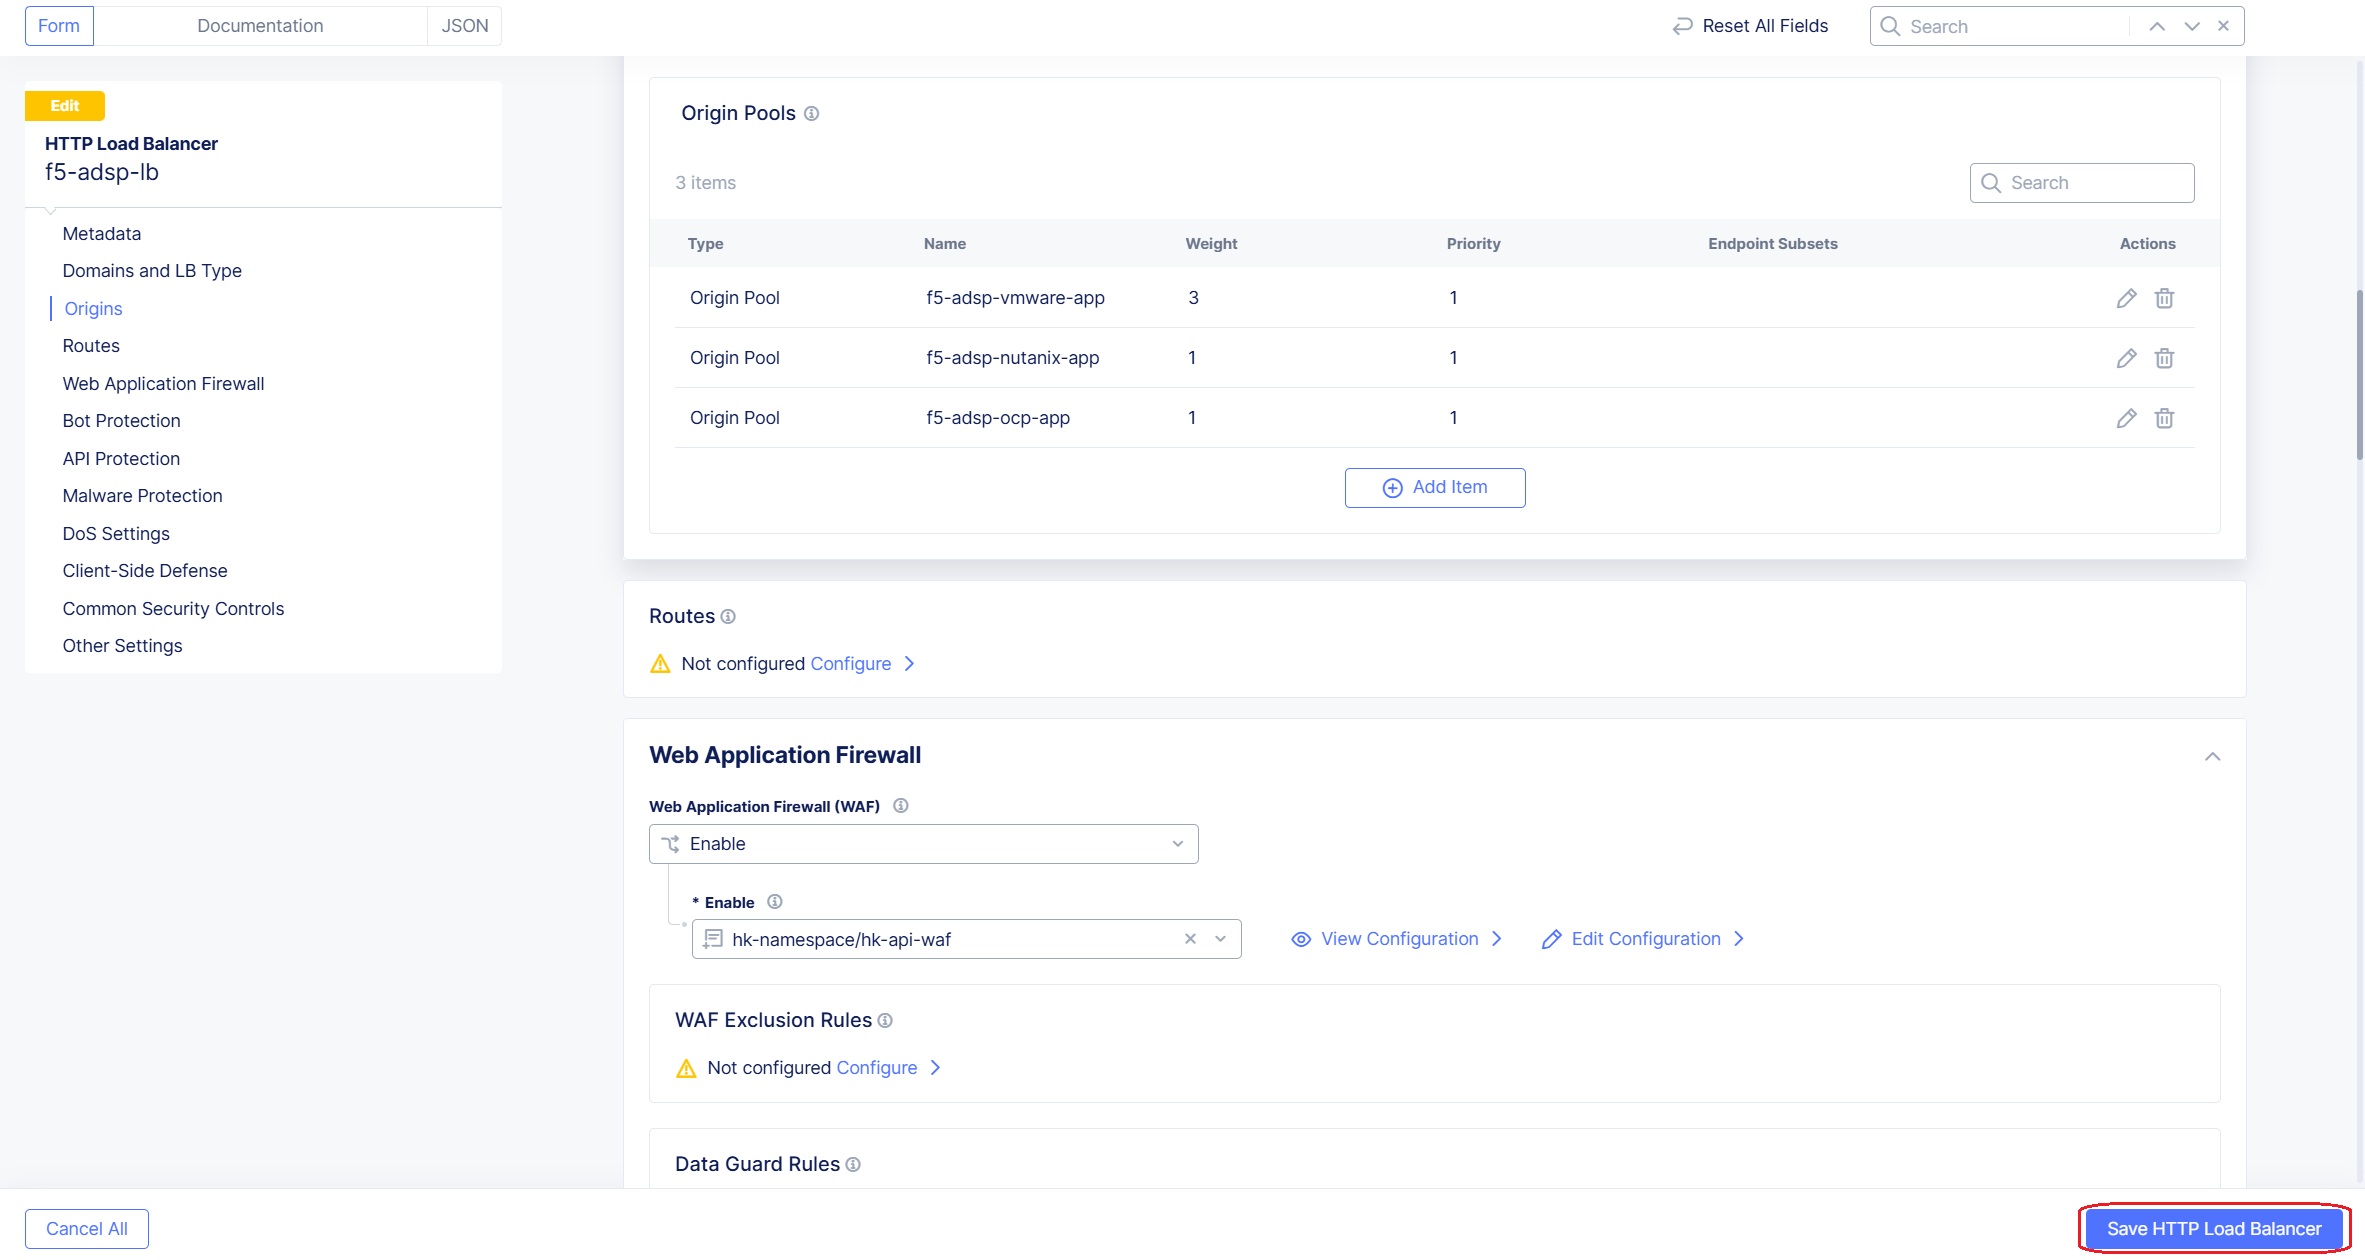 Form Documentation JSON
Reset All Fields
Search
Edit
HTTP Load Balancer
f5-adsp-lb
Metadata
Domains and LB Type
Origins
Routes
Web Application Firewall
Bot Protection
API Protection
Malware Protection
DoS Settings
Client-Side Defense
Common Security Controls
Other Settings
Origin Pools
3 items
Search
Type Name Weight Priority Endpoint Subsets Actions
Origin Pool f5-adsp-vmware-app 3 1
Origin Pool f5-adsp-nutanix-app 1 1
Origin Pool f5-adsp-ocp-app 1 1
Add Item
Routes
Not configured Configure
Web Application Firewall
Web Application Firewall (WAF)
Enable
* Enable
hk-namespace/hk-api-waf
View Configuration
Edit Configuration
WAF Exclusion Rules
Not configured Configure
Data Guard Rules
Cancel All
Save HTTP Load Balancer